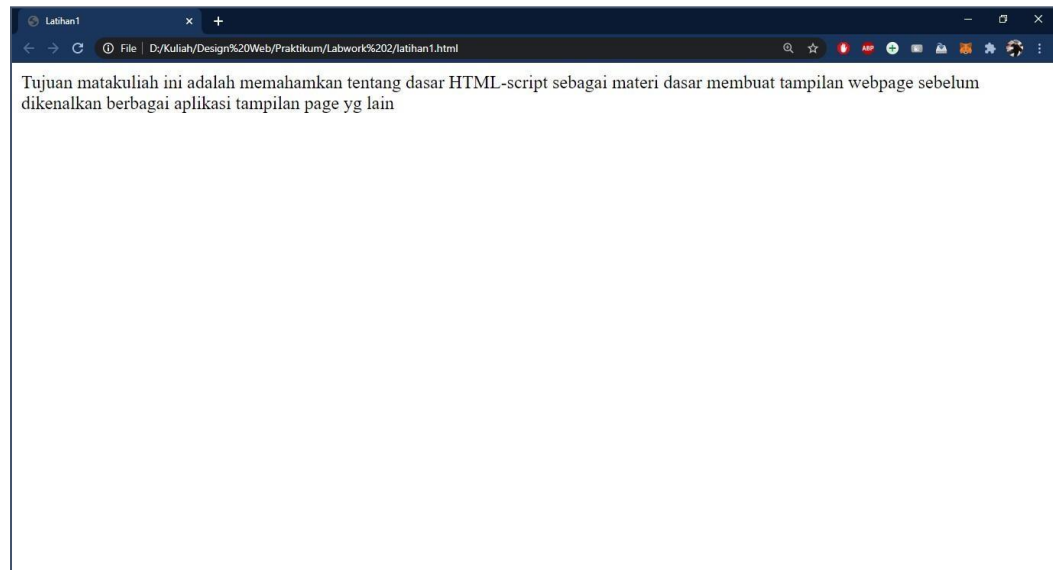 Latihan1
File | D:/Kuliah/Design%20Web/Praktikum/Labwork%202/latihan1.html
ABP
Tujuan matakuliah ini adalah memahamkan tentang dasar HTML-script sebagai materi dasar membuat tampilan webpage sebelum
dikenalkan berbagai aplikasi tampilan page yg lain